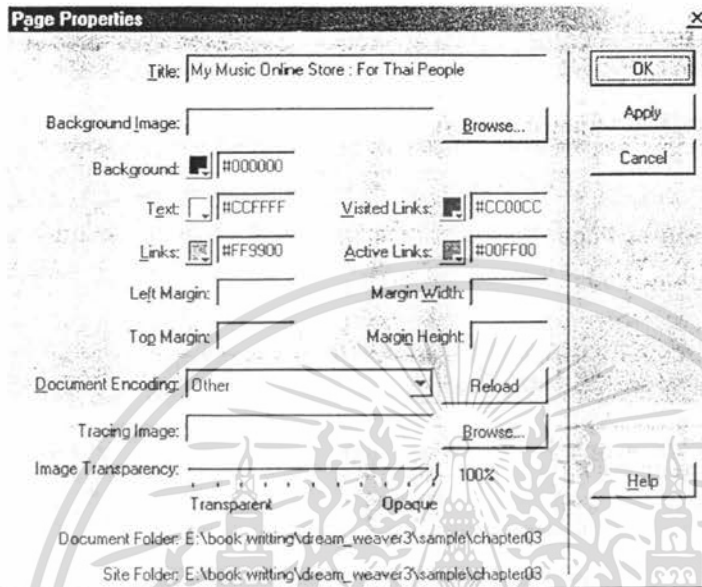 Page Properties
Title: My Music Online Store : For Thai People
OK
Background Image: Browse...
Apply
Background: #000000
Cancel
Text: #CCFFFF Visited Links: #CC00CC
Links: #FF9900 Active Links: #00FF00
Left Margin: Margin Width:
Top Margin: Margin Height:
Document Encoding: Other Reload
Tracing Image: Browse...
Image Transparency: 100%
Transparent Opaque
Help
Document Folder: E:\book writting\dream_weaver3\sample\chapter03
Site Folder: E:\book writting\dream_weaver3\sample\chapter03